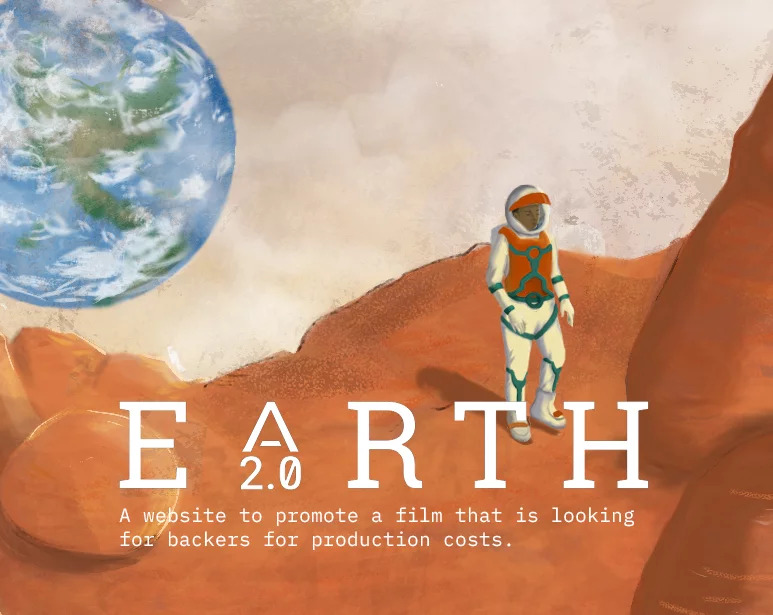 EARTH
2.0
A website to promote a film that is looking
for backers for production costs.